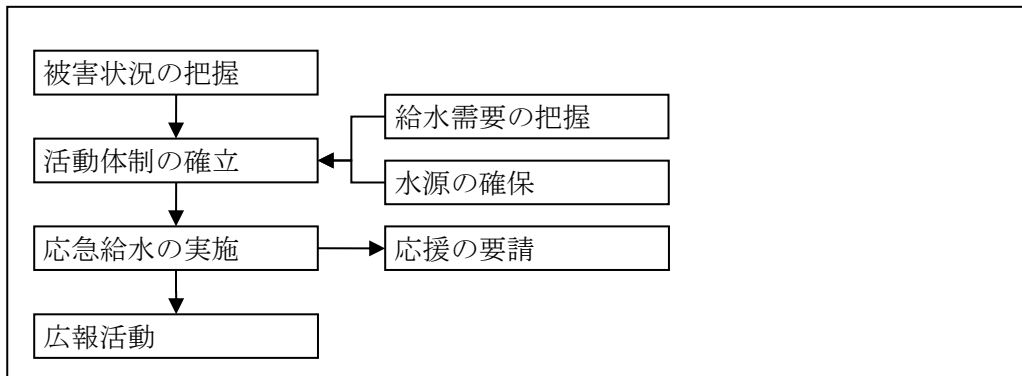 被害状況の把握
給水需要の把握
活動体制の確立
水源の確保
応急給水の実施
応援の要請
広報活動